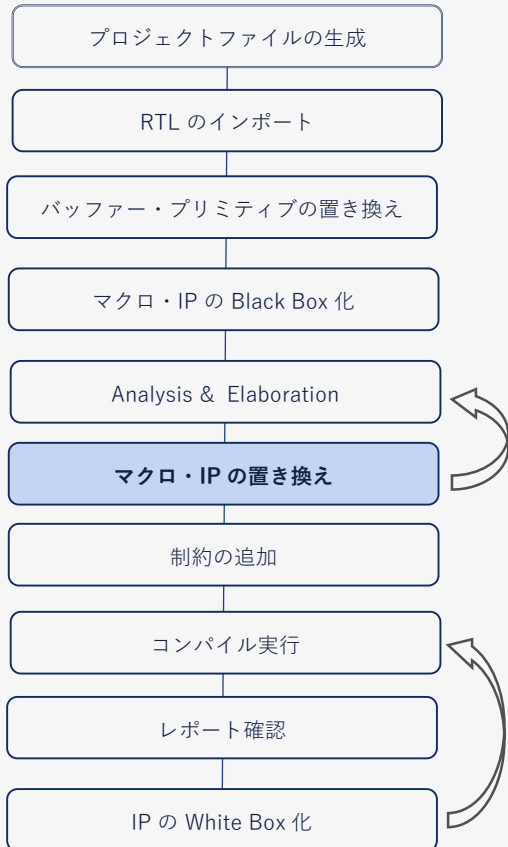 プロジェクトファイルの生成
RTL のインポート
バッファー・プリミティブの置き換え
マクロ・IP の Black Box 化
Analysis & Elaboration
マクロ・IP の置き換え
制約の追加
コンパイル実行
レポート確認
IP の White Box 化